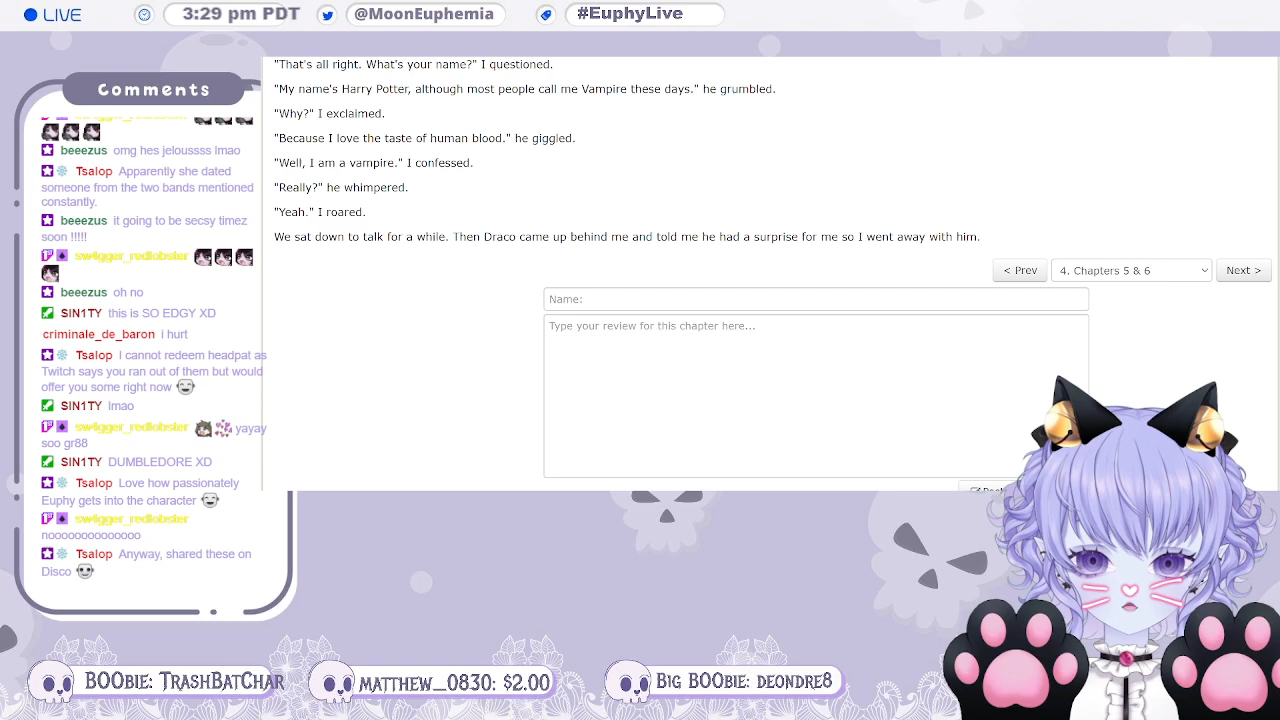 LIVE
3:29 pm PDT
@MoonEuphemia
#EuphyLive
Comments
beeezus omg hes jeloussss lmao
Tsalop Apparently she dated
someone from the two bands mentioned
constantly.
beeezus it going to be secsy timez
soon !!!!!
sw4gger_redlobster
beeezus oh no
SIN1TY this is SO EDGY XD
criminale_de_baron i hurt
Tsalop I cannot redeem headpat as
Twitch says you ran out of them but would
offer you some right now
SIN1TY lmao
sw4gger_redlobster yayay
soo gr88
SIN1TY DUMBLEDORE XD
Tsalop Love how passionately
Euphy gets into the character
sw4gger_redlobster
nooooooooooooo
Tsalop Anyway, shared these on
Disco
"That's all right. What's your name?" I questioned.
"My name's Harry Potter, although most people call me Vampire these days." he grumbled.
"Why?" I exclaimed.
"Because I love the taste of human blood." he giggled.
"Well, I am a vampire." I confessed.
"Really?" he whimpered.
"Yeah." I roared.
We sat down to talk for a while. Then Draco came up behind me and told me he had a surprise for me so I went away with him.
< Prev
4. Chapters 5 & 6
Next >
Name:
Type your review for this chapter here...
BOObie: TrashBatChar
matthew_0830: $2.00
Big BOObie: deondre8